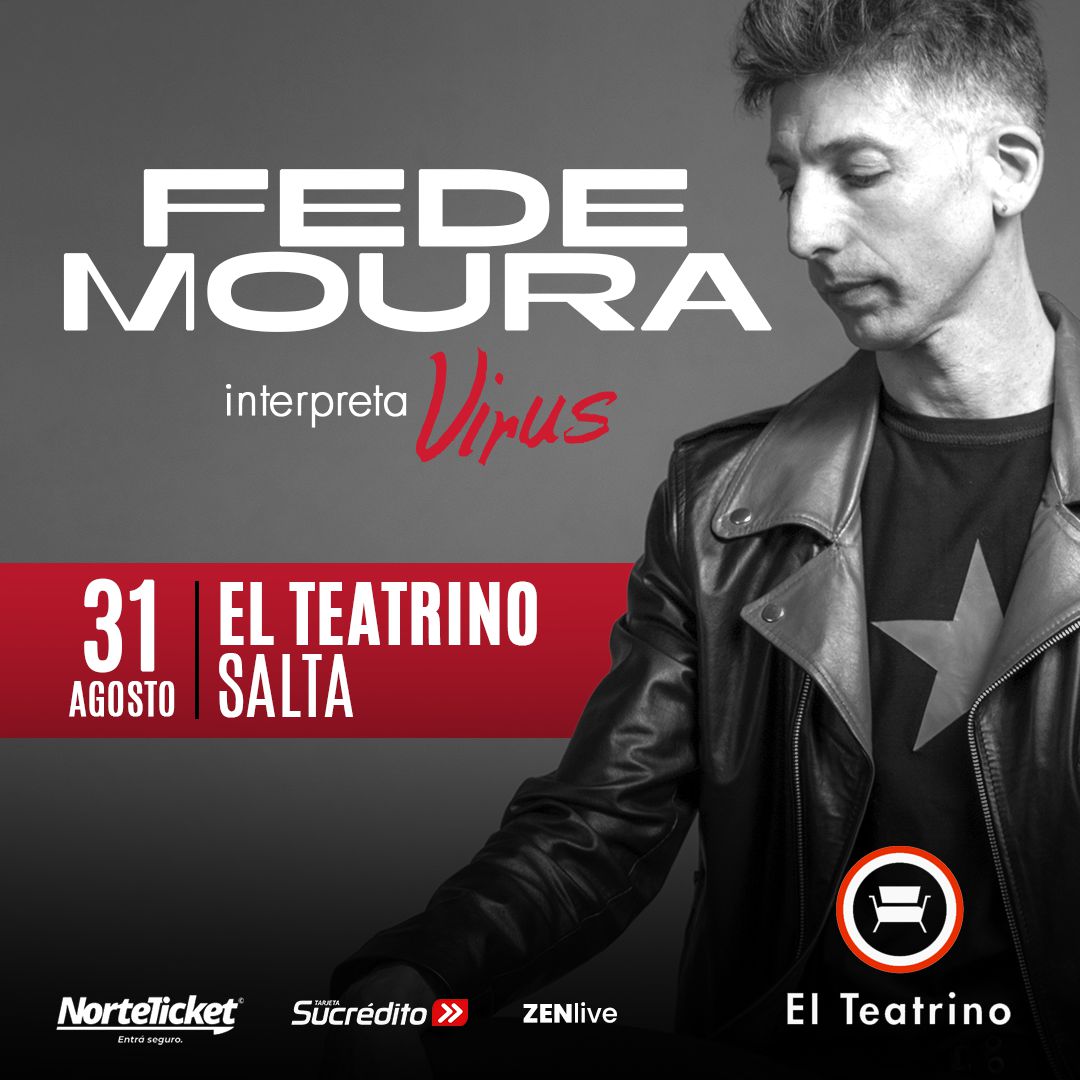 FEDE
MOURA
interpreta Virus
31
AGOSTO
EL TEATRINO
SALTA
NorteTicket©
Entrá seguro.
TARJETA
Sucrédito
ZENlive
El Teatrino